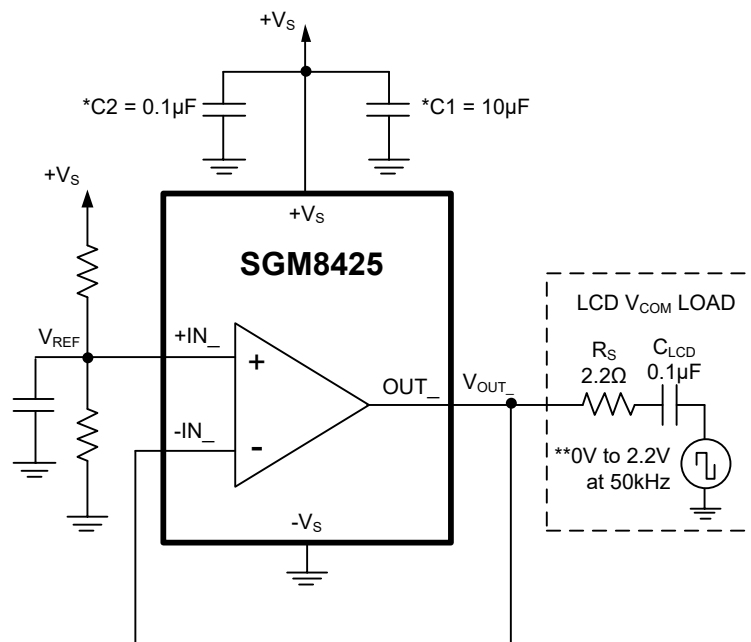 +VS
*C2 = 0.1µF
*C1 = 10µF
+VS
+VS
SGM8425
LCD VCOM LOAD
VREF
+IN_
+
RS
2.2Ω
CLCD
0.1µF
OUT_
VOUT_
-IN_
-
**0V to 2.2V
at 50kHz
-VS